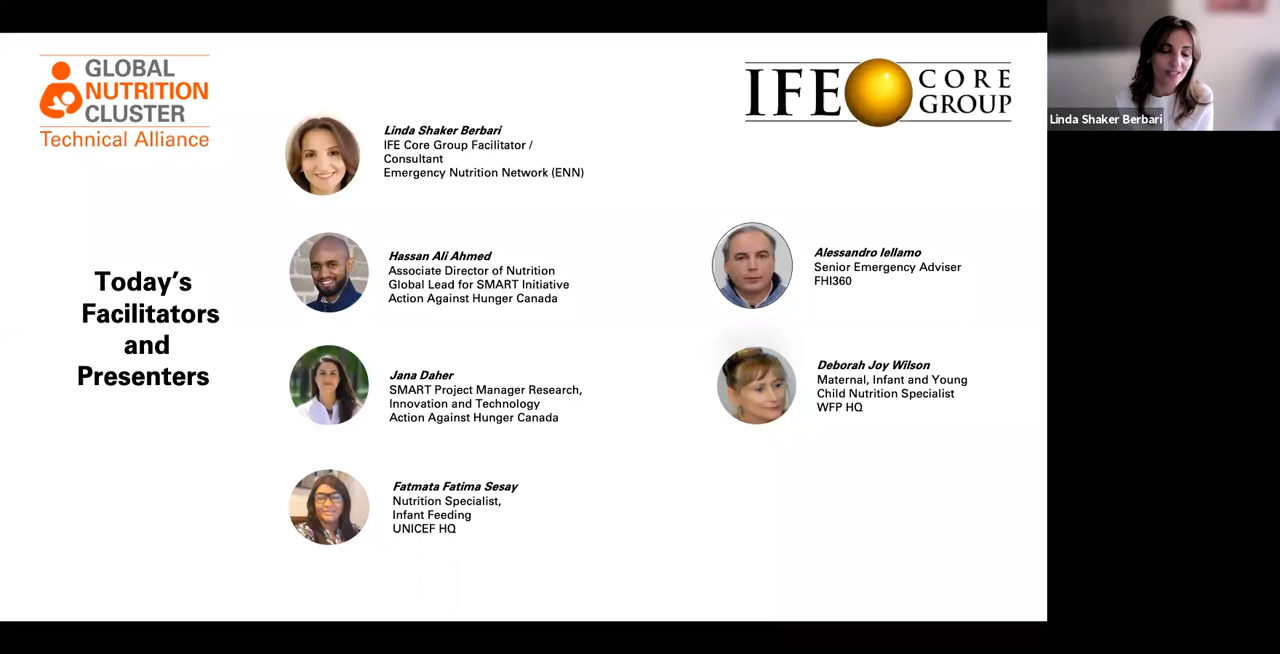 GLOBAL
NUTRITION
CLUSTER
Technical Alliance
IFE CORE
GROUP
Linda Shaker Berbari
Today's
Facilitators
and
Presenters
Linda Shaker Berbari
IFE Core Group Facilitator /
Consultant
Emergency Nutrition Network (ENN)
Hassan Ali Ahmed
Associate Director of Nutrition
Global Lead for SMART Initiative
Action Against Hunger Canada
Jana Daher
SMART Project Manager Research,
Innovation and Technology
Action Against Hunger Canada
Fatmata Fatima Sesay
Nutrition Specialist,
Infant Feeding
UNICEF HQ
Alessandro Iellamo
Senior Emergency Adviser
FHI360
Deborah Joy Wilson
Maternal, Infant and Young
Child Nutrition Specialist
WFP HQ